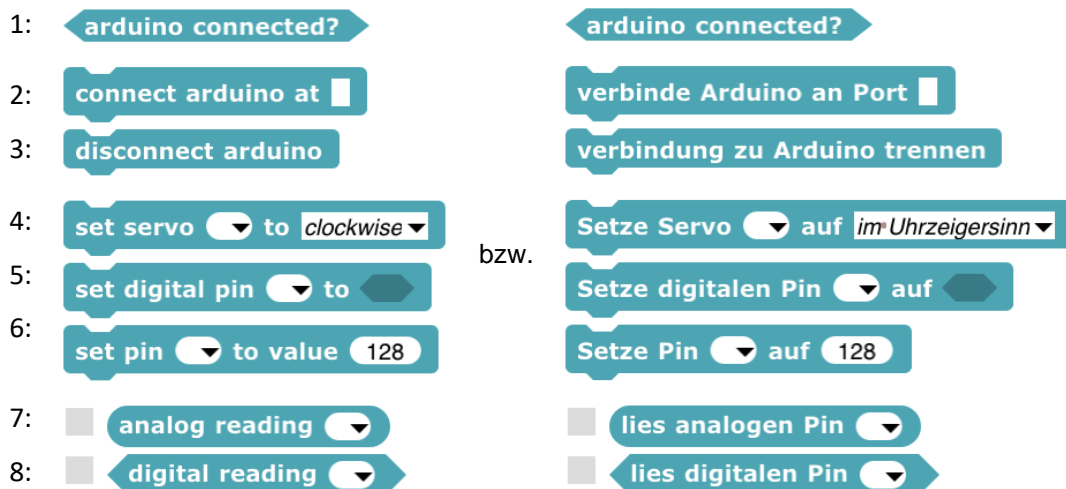 1: arduino connected? arduino connected?
2: connect arduino at verbinde Arduino an Port
3: disconnect arduino verbindung zu Arduino trennen
4: set servo to clockwise Setze Servo auf im Uhrzeigersinn
bzw.
5: set digital pin to Setze digitalen Pin auf
6: set pin to value 128 Setze Pin auf 128
7: analog reading lies analogen Pin
8: digital reading lies digitalen Pin